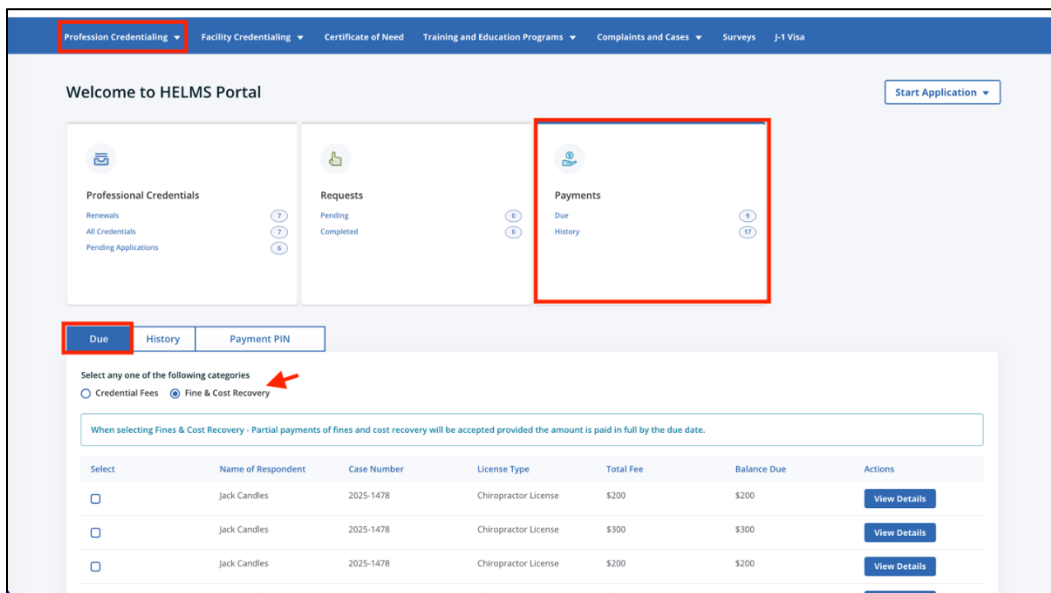 Profession Credentialing Facility Credentialing Certificate of Need Training and Education Programs Complaints and Cases Surveys J-1 Visa
Welcome to HELMS Portal
Start Application
Professional Credentials
Renewals 7
All Credentials 7
Pending Applications 6
Requests
Pending 0
Completed 0
Payments
Due 9
History 17
Due History Payment PIN
Select any one of the following categories
Credential Fees Fine & Cost Recovery
When selecting Fines & Cost Recovery - Partial payments of fines and cost recovery will be accepted provided the amount is paid in full by the due date.
Select Name of Respondent Case Number License Type Total Fee Balance Due Actions
Jack Candles 2025-1478 Chiropractor License $200 $200 View Details
Jack Candles 2025-1478 Chiropractor License $300 $300 View Details
Jack Candles 2025-1478 Chiropractor License $200 $200 View Details